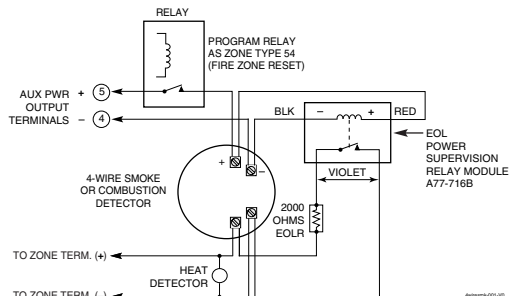 RELAY
PROGRAM RELAY
AS ZONE TYPE 54
(FIRE ZONE RESET)
AUX PWR + 5
OUTPUT
TERMINALS – 4
BLK – + RED
EOL
POWER
SUPERVISION
RELAY MODULE
A77-716B
VIOLET
+ –
4-WIRE SMOKE
OR COMBUSTION
DETECTOR
2000
OHMS
EOLR
TO ZONE TERM. (+)
HEAT
DETECTOR
TO ZONE TERM. (–)